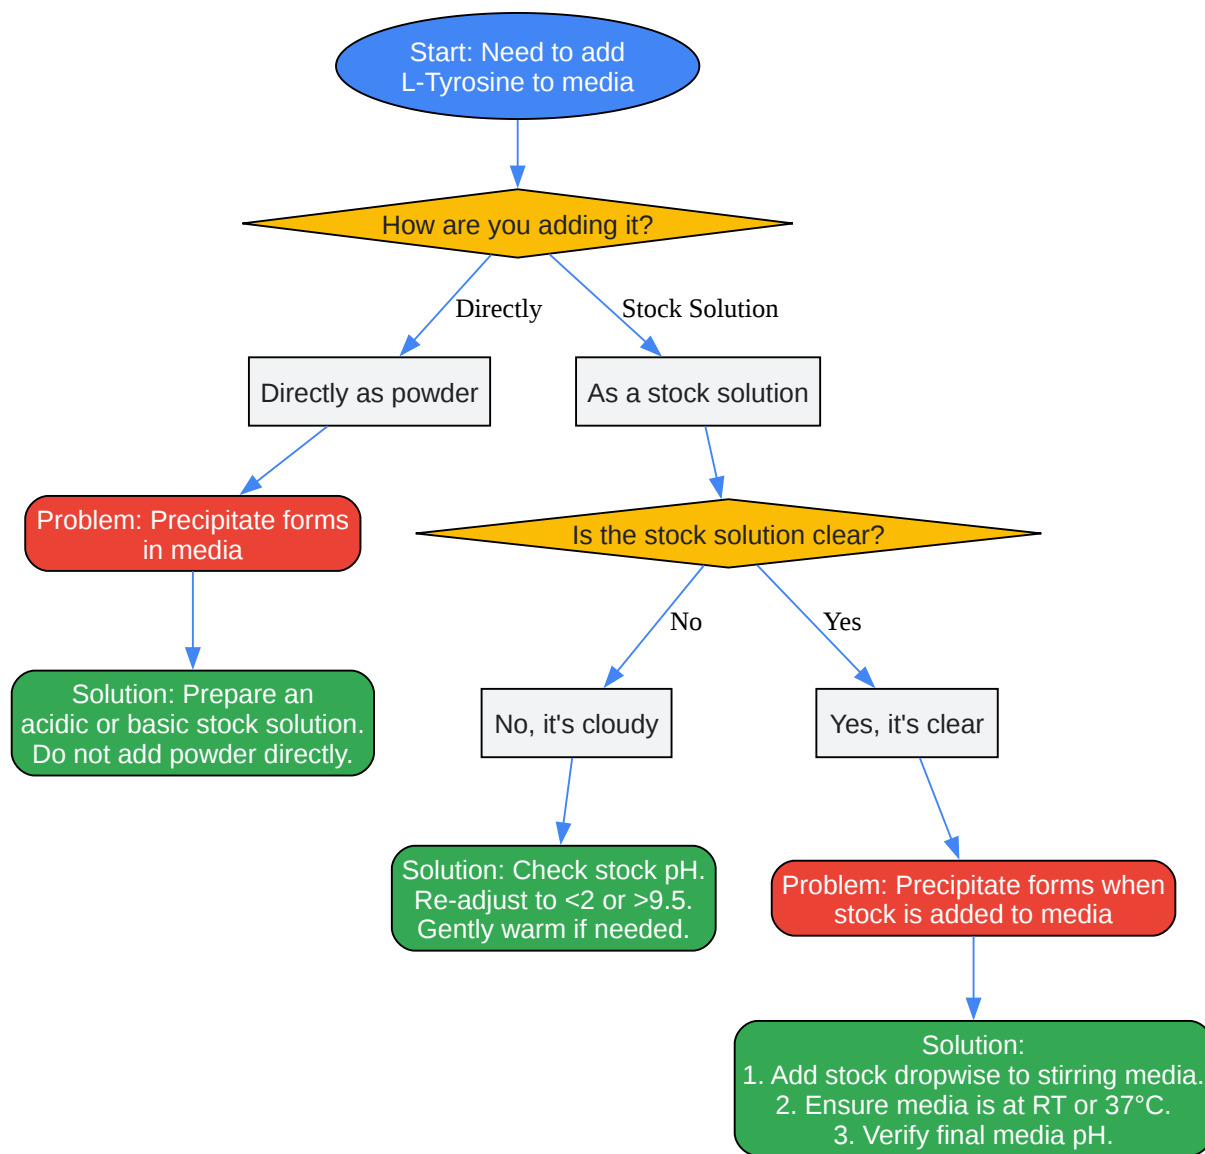 Start: Need to add
L-Tyrosine to media
How are you adding it?
Directly
Stock Solution
Directly as powder
As a stock solution
Problem: Precipitate forms
in media
Is the stock solution clear?
No
Yes
Solution: Prepare an
acidic or basic stock solution.
Do not add powder directly.
No, it's cloudy
Yes, it's clear
Solution: Check stock pH.
Re-adjust to <2 or >9.5.
Gently warm if needed.
Problem: Precipitate forms when
stock is added to media
Solution:
1. Add stock dropwise to stirring media.
2. Ensure media is at RT or 37°C.
3. Verify final media pH.